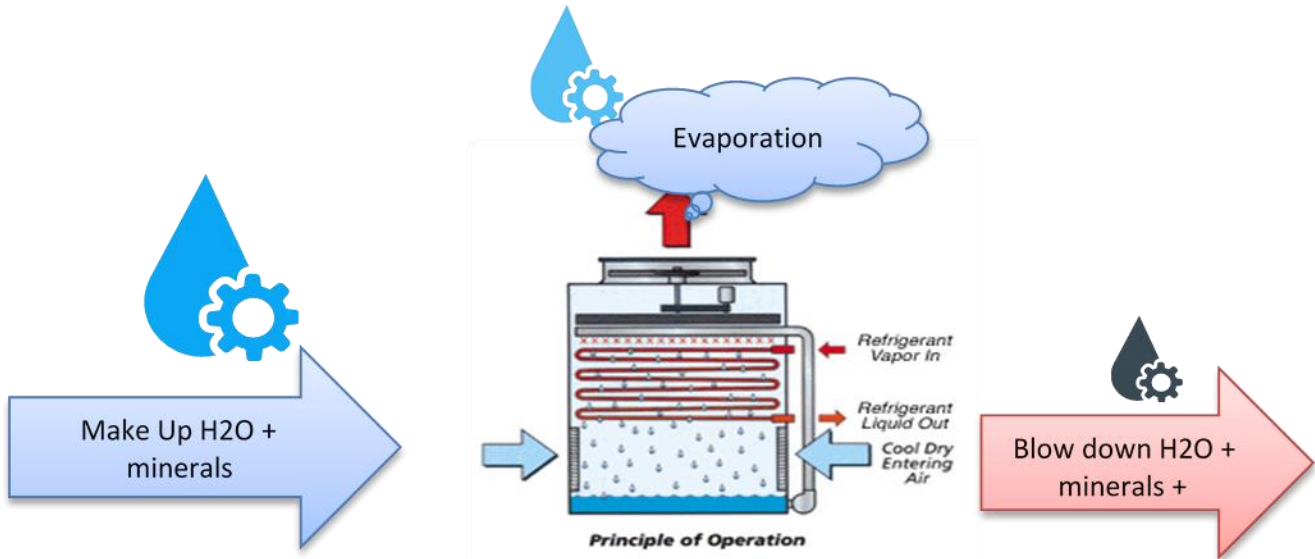 Evaporation
Make Up H2O +
minerals
Refrigerant
Vapor In
Refrigerant
Liquid Out
Cool Dry
Entering
Air
Blow down H2O +
minerals +
Principle of Operation